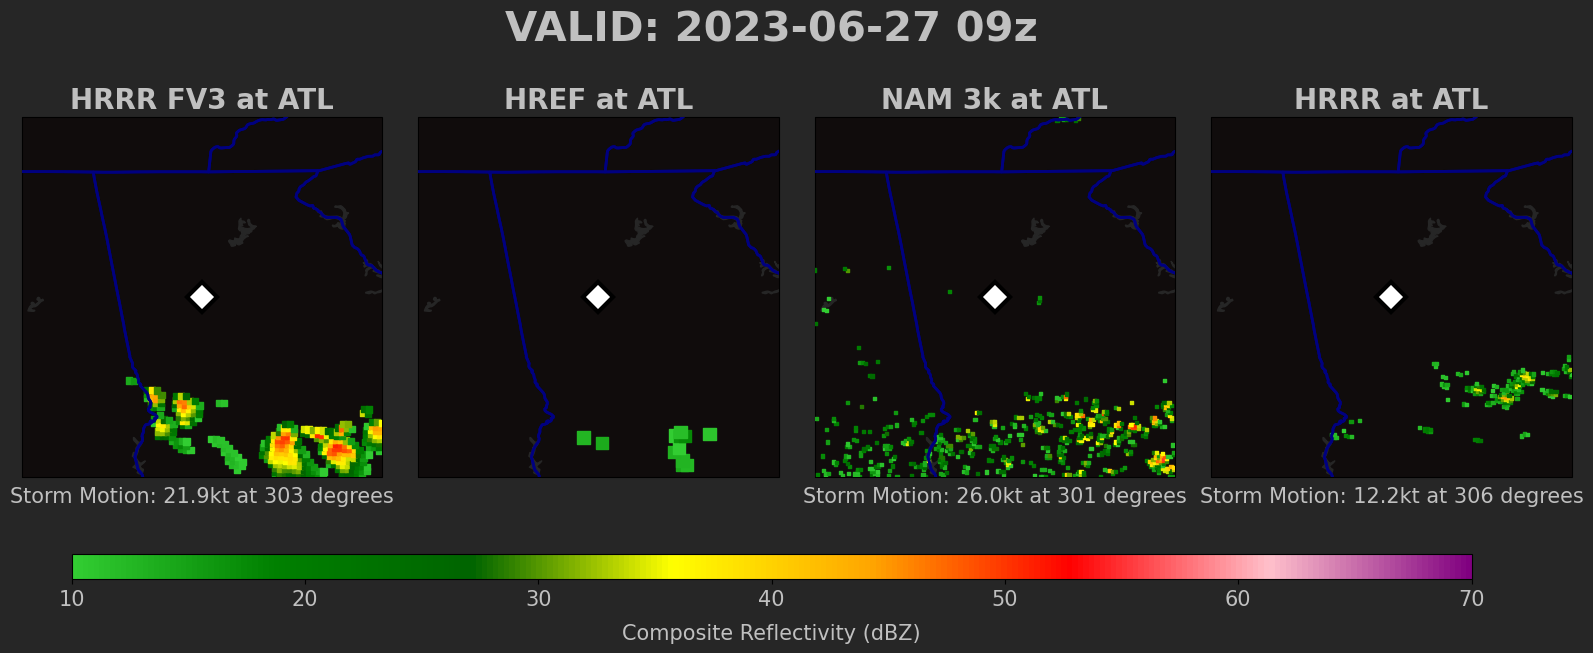 VALID: 2023-06-27 09z
HRRR FV3 at ATL
HREF at ATL
NAM 3k at ATL
HRRR at ATL
Storm Motion: 21.9kt at 303 degrees
Storm Motion: 26.0kt at 301 degrees
Storm Motion: 12.2kt at 306 degrees
10 20 30 40 50 60 70
Composite Reflectivity (dBZ)